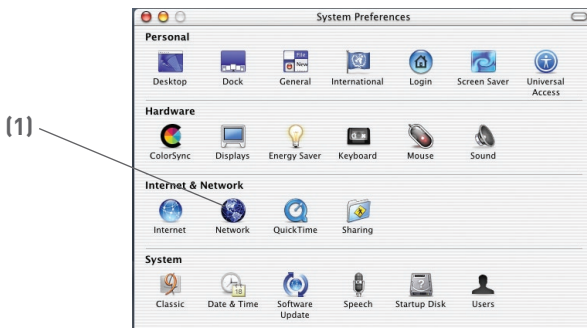 System Preferences
Personal
Desktop Dock General International Login Screen Saver Universal Access
Hardware
(1)
ColorSync Displays Energy Saver Keyboard Mouse Sound
Internet & Network
Internet Network QuickTime Sharing
System
Classic Date & Time Software Update Speech Startup Disk Users